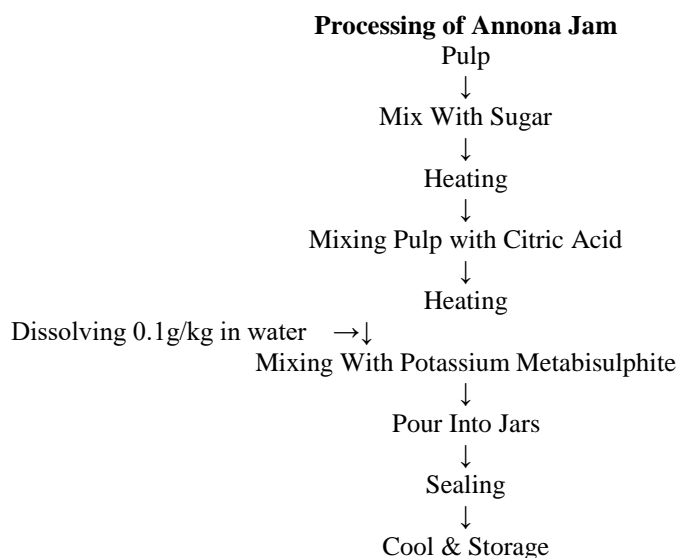 Processing of Annona Jam
Pulp
↓
Mix With Sugar
↓
Heating
↓
Mixing Pulp with Citric Acid
↓
Heating
Dissolving 0.1g/kg in water →↓
Mixing With Potassium Metabisulphite
↓
Pour Into Jars
↓
Sealing
↓
Cool & Storage